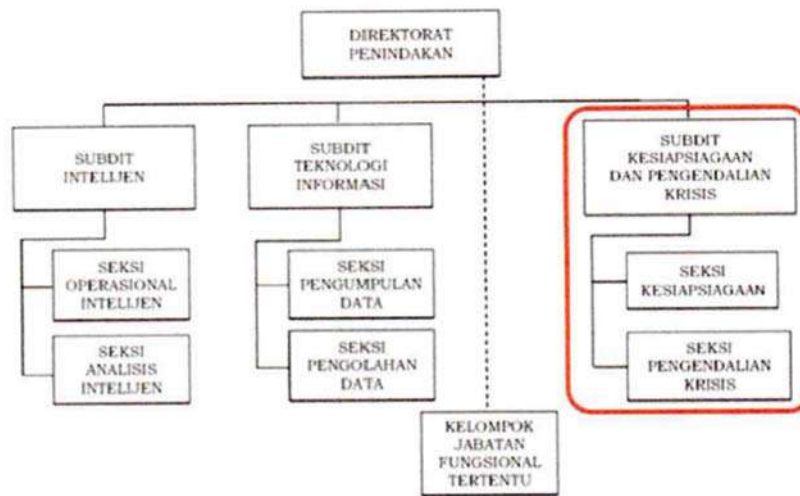 DIREKTORAT
PENINDAKAN
SUBDIT
INTELIJEN
SUBDIT
TEKNOLOGI
INFORMASI
SUBDIT
KESIAPSIAGAAN
DAN PENGENDALIAN
KRISIS
SEKSI
OPERASIONAL
INTELIJEN
SEKSI
PENGUMPULAN
DATA
SEKSI
KESIAPSIAGAAN
SEKSI
ANALISIS
INTELIJEN
SEKSI
PENGOLAHAN
DATA
SEKSI
PENGENDALIAN
KRISIS
KELOMPOK
JABATAN
FUNGSIONAL
TERTENTU